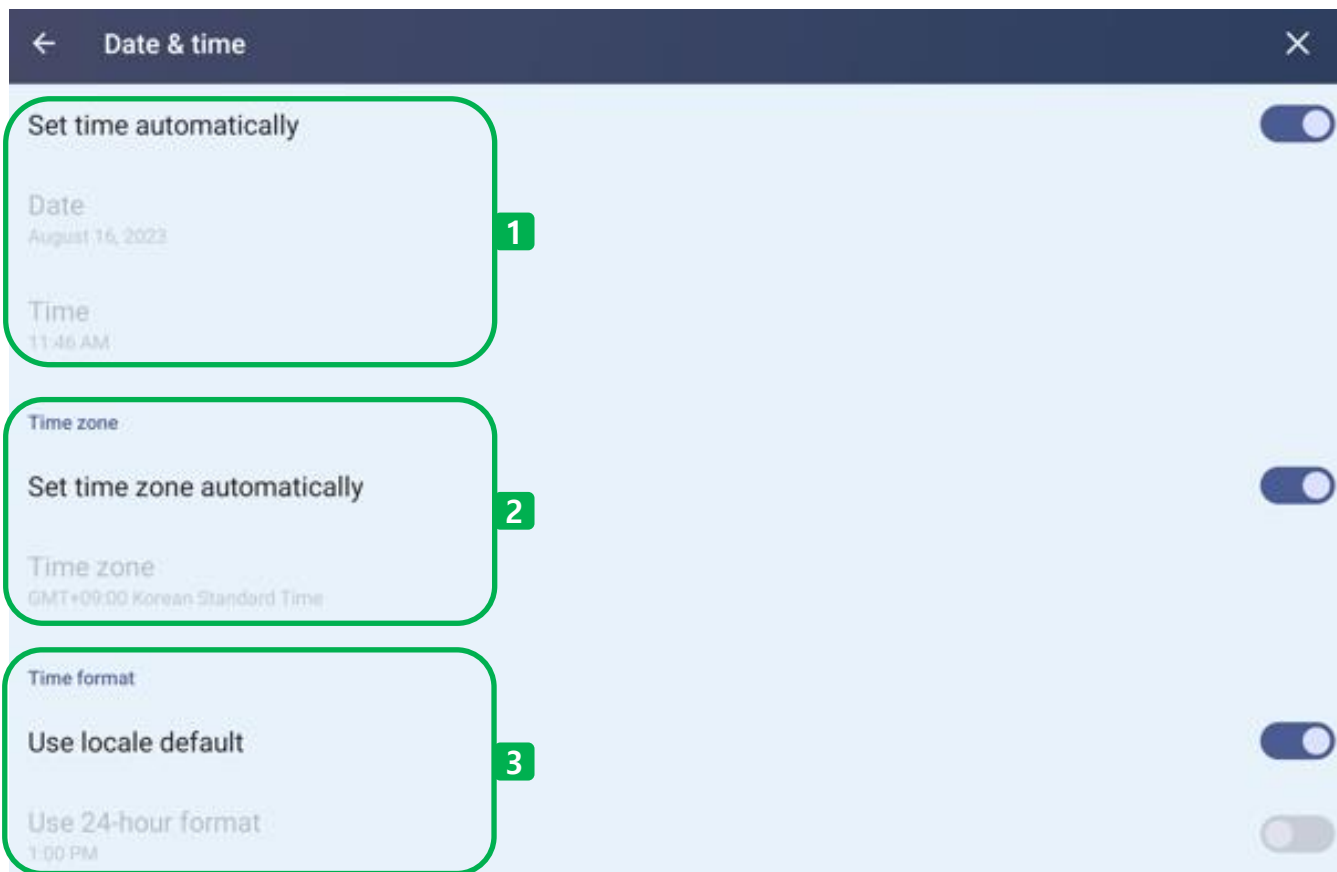 Date & time
Set time automatically
Date
August 16, 2023
1
Time
11:46 AM
Time zone
Set time zone automatically
2
Time zone
GMT+09:00 Korean Standard Time
Time format
Use locale default
3
Use 24-hour format
1:00 PM